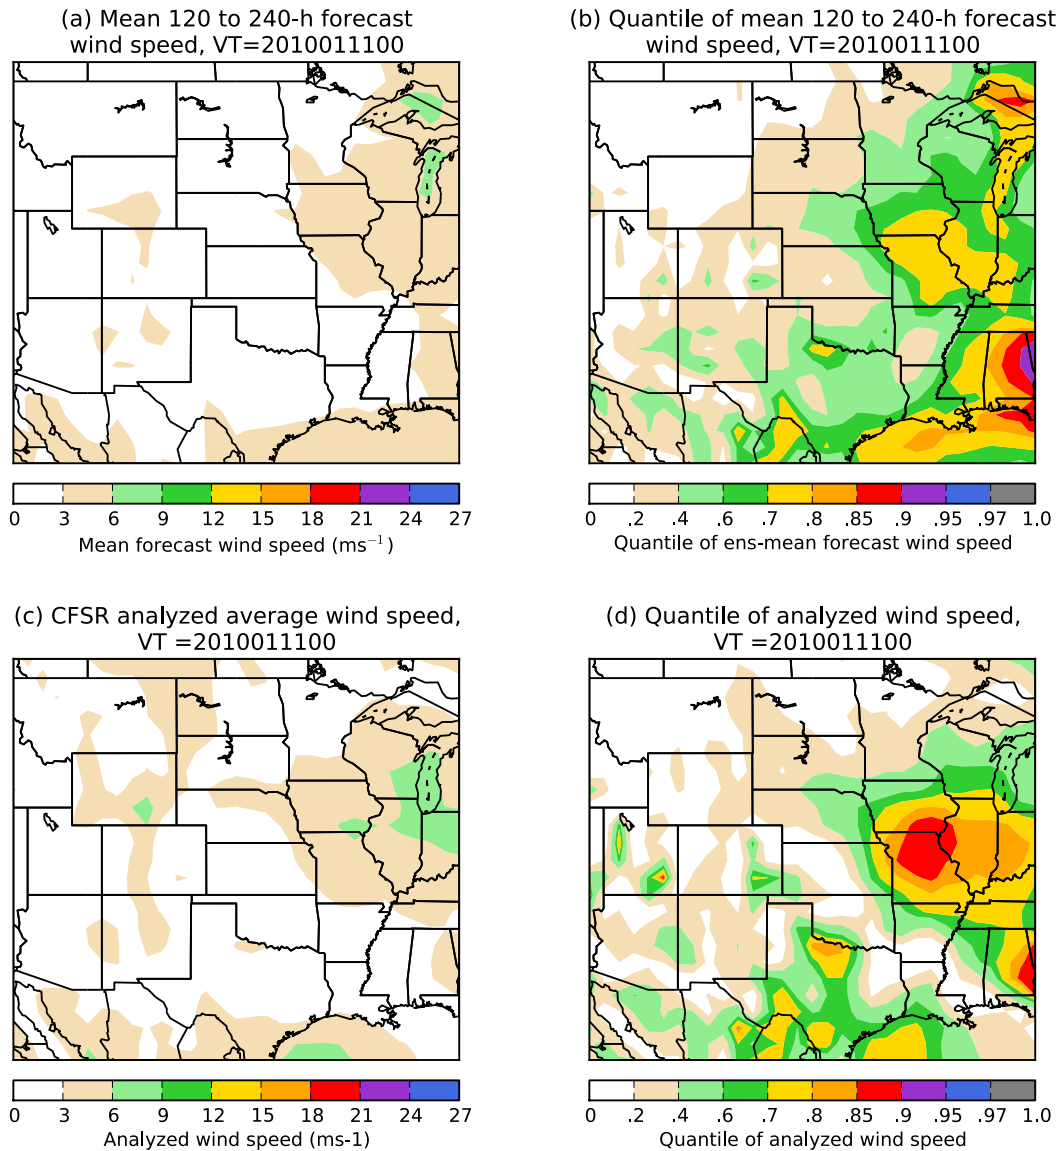 (a) Mean 120 to 240-h forecast
wind speed, VT=2010011100
0 3 6 9 12 15 18 21 24 27
Mean forecast wind speed (ms⁻¹)
(b) Quantile of mean 120 to 240-h forecast
wind speed, VT=2010011100
0 .2 .4 .6 .7 .8 .85 .9 .95 .97 1.0
Quantile of ens-mean forecast wind speed
(c) CFSR analyzed average wind speed,
VT =2010011100
0 3 6 9 12 15 18 21 24 27
Analyzed wind speed (ms-1)
(d) Quantile of analyzed wind speed,
VT =2010011100
0 .2 .4 .6 .7 .8 .85 .9 .95 .97 1.0
Quantile of analyzed wind speed